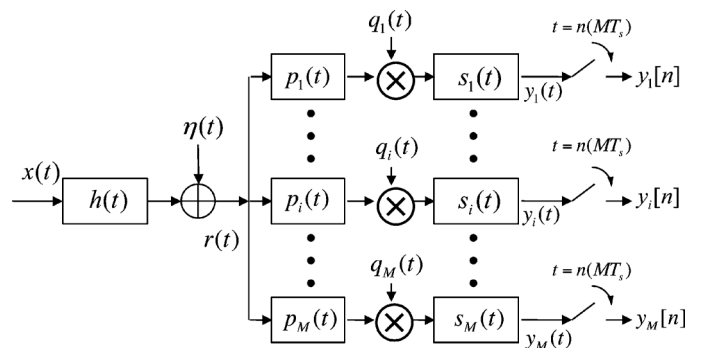 q₁(t)
t = n(MTₛ)
p₁(t)
s₁(t)
y₁(t)
y₁[n]
η(t)
qᵢ(t)
t = n(MTₛ)
x(t)
h(t)
r(t)
pᵢ(t)
sᵢ(t)
yᵢ(t)
yᵢ[n]
q_M(t)
t = n(MTₛ)
p_M(t)
s_M(t)
y_M(t)
y_M[n]